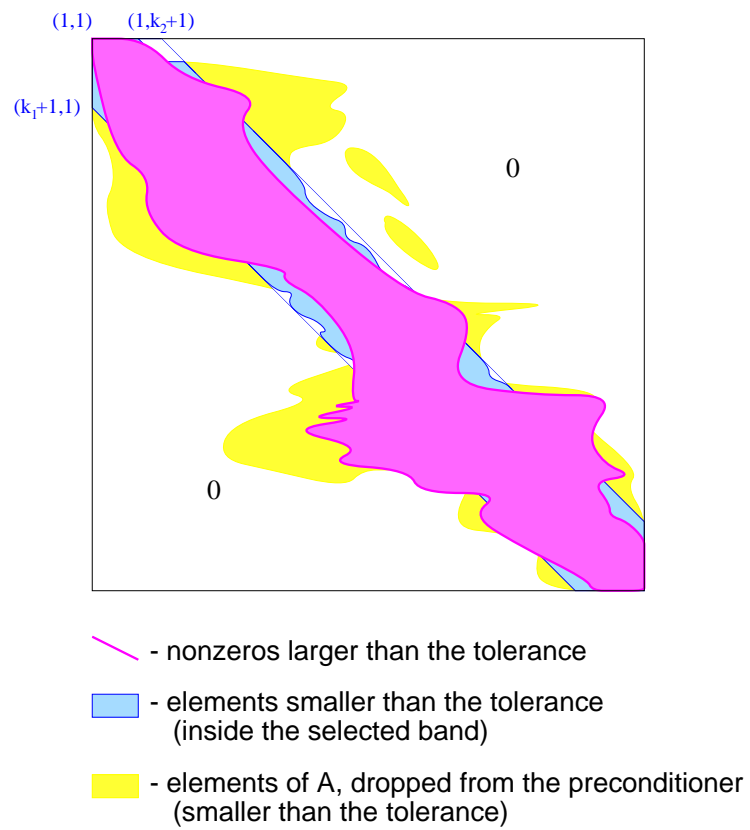 (1,1) (1,k₂+1)
(k₁+1,1)
0
0
- nonzeros larger than the tolerance
- elements smaller than the tolerance
(inside the selected band)
- elements of A, dropped from the preconditioner
(smaller than the tolerance)